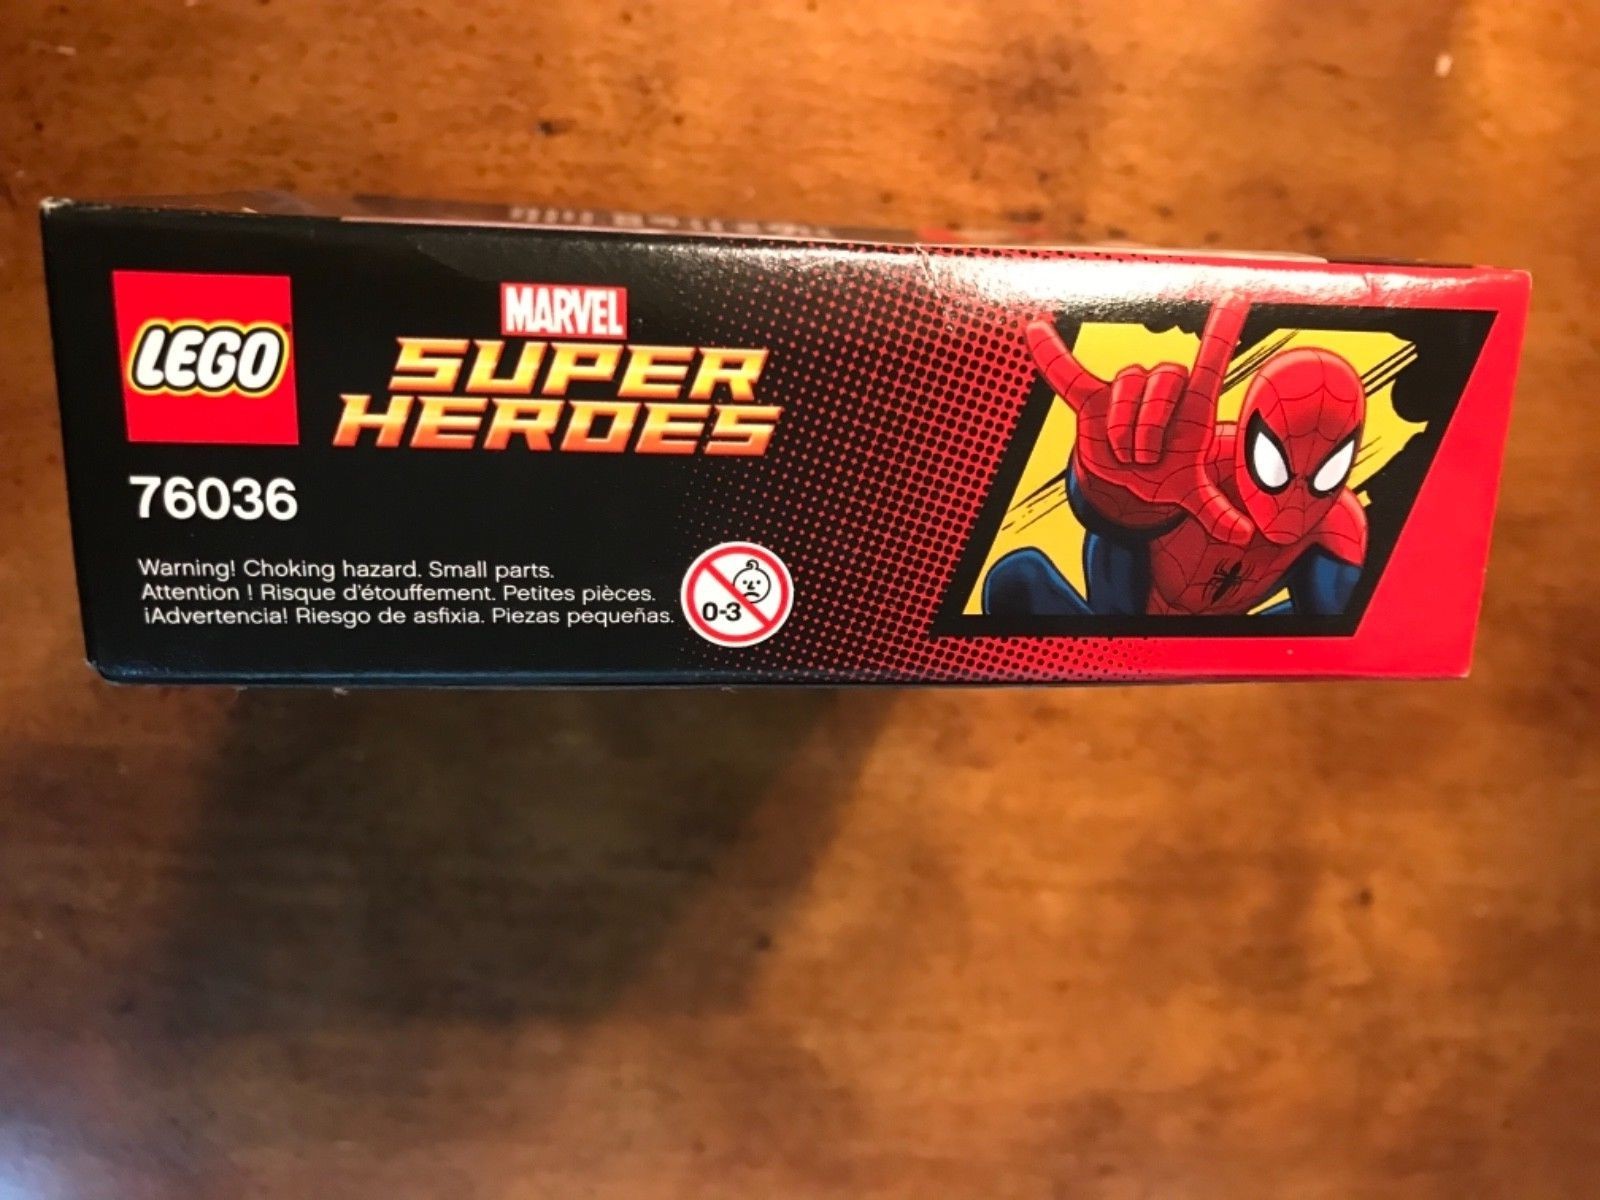 LEGO
MARVEL
SUPER
HEROES
76036
Warning! Choking hazard. Small parts.
Attention ! Risque d'étouffement. Petites pièces.
¡Advertencia! Riesgo de asfixia. Piezas pequeñas.
0-3